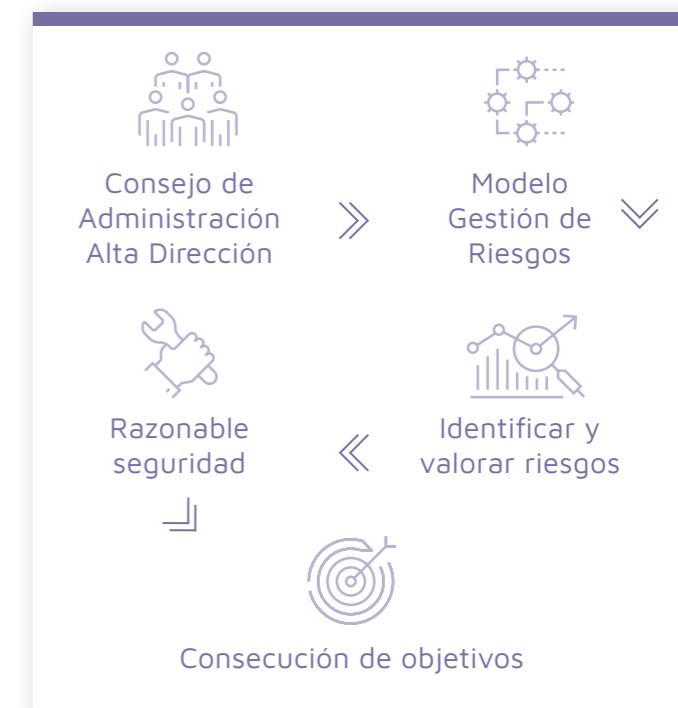 Consejo de
Administración
Alta Dirección
Modelo
Gestión de
Riesgos
Identificar y
valorar riesgos
Razonable
seguridad
Consecución de objetivos